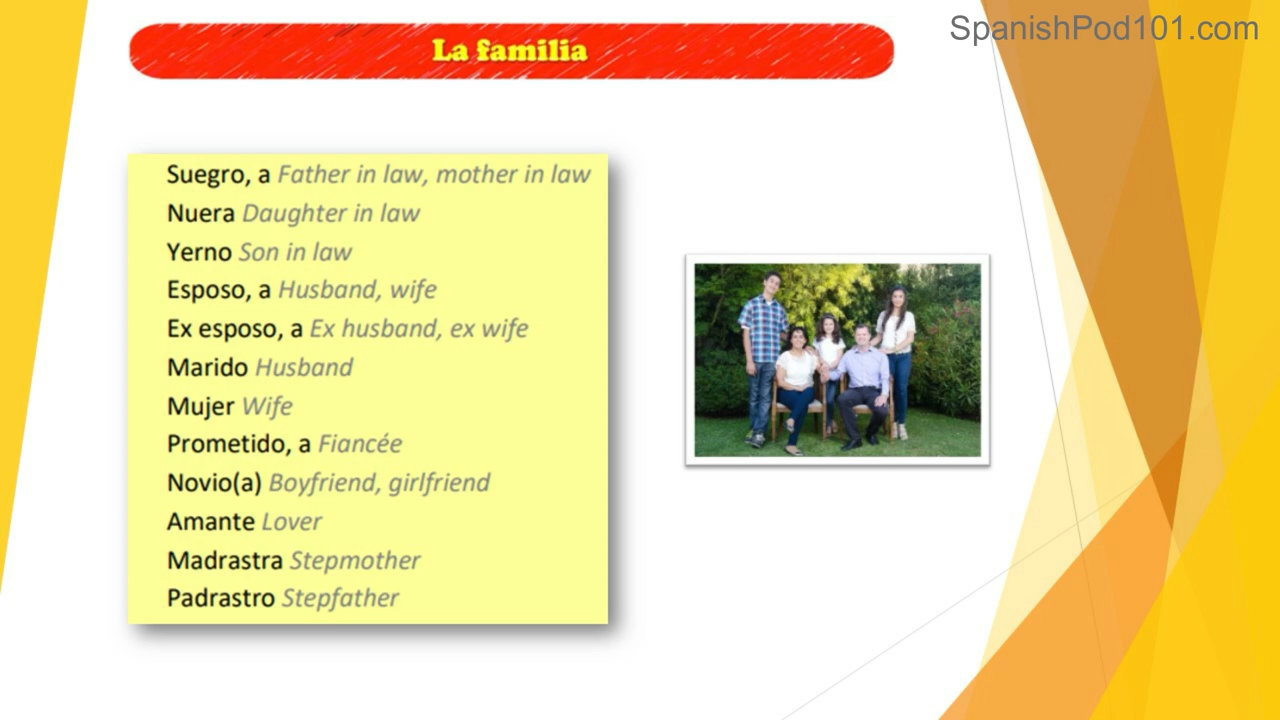 SpanishPod101.com
La familia
Suegro, a Father in law, mother in law
Nuera Daughter in law
Yerno Son in law
Esposo, a Husband, wife
Ex esposo, a Ex husband, ex wife
Marido Husband
Mujer Wife
Prometido, a Fiancée
Novio(a) Boyfriend, girlfriend
Amante Lover
Madrastra Stepmother
Padrastro Stepfather